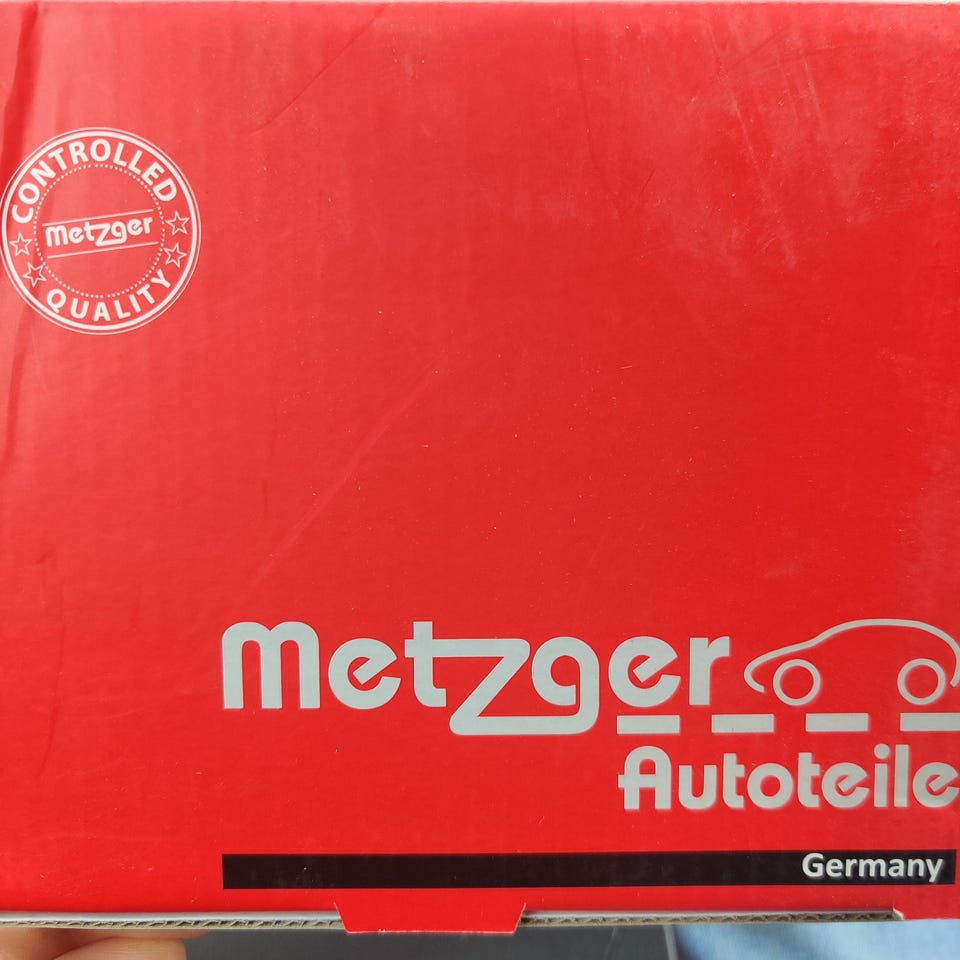 CONTROLLED
metzger
QUALITY
metzger
Autoteile
Germany